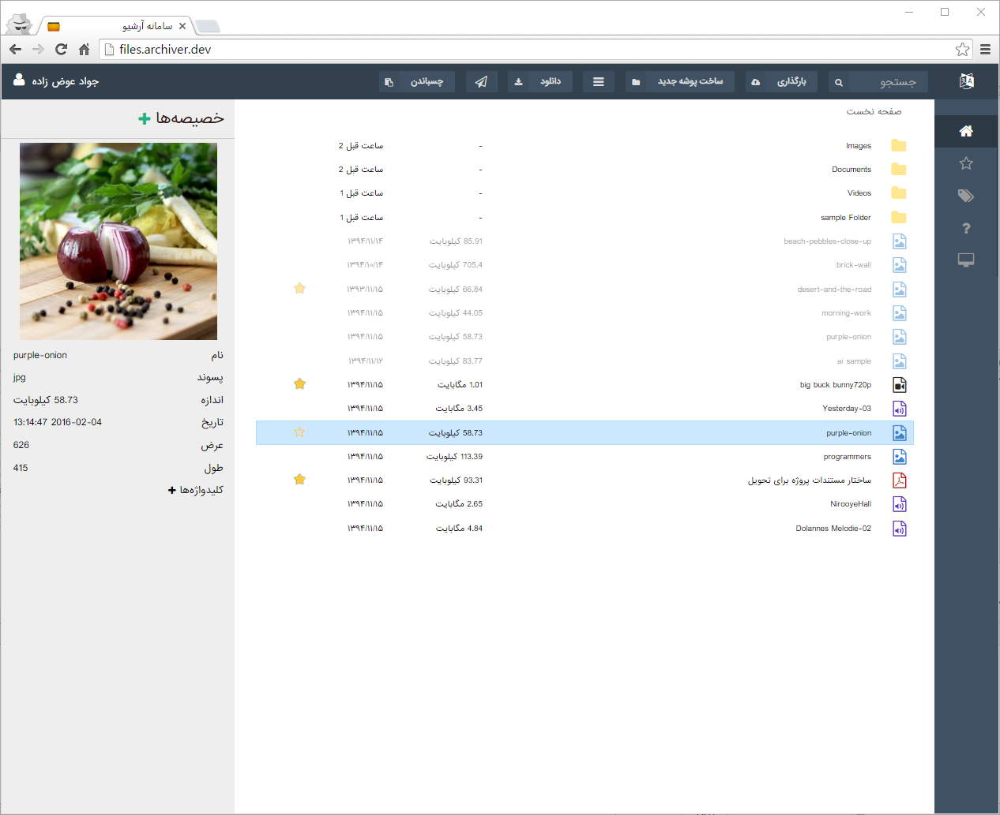 سامانه آرشیو
files.archiver.dev
جستجو
بارگذاری
ساخت پوشه جدید
دانلود
چسباندن
جواد عوض زاده
صفحه نخست
Images - 2 ساعت قبل
Documents - 2 ساعت قبل
Videos - 1 ساعت قبل
sample Folder - 1 ساعت قبل
beach-pebbles-close-up 85.91 کیلوبایت ۱۳۹۴/۱۱/۱۴
brick-wall 705.4 کیلوبایت ۱۳۹۴/۱۰/۱۴
desert-and-the-road 66.84 کیلوبایت ۱۳۹۳/۱۱/۱۵
morning-work 44.05 کیلوبایت ۱۳۹۴/۱۱/۱۵
purple-onion 58.73 کیلوبایت ۱۳۹۴/۱۱/۱۵
ai sample 83.77 کیلوبایت ۱۳۹۴/۱۱/۱۲
big buck bunny720p 1.01 مگابایت ۱۳۹۴/۱۱/۱۵
Yesterday-03 3.45 مگابایت ۱۳۹۴/۱۱/۱۵
purple-onion 58.73 کیلوبایت ۱۳۹۴/۱۱/۱۵
programmers 113.39 کیلوبایت ۱۳۹۴/۱۱/۱۵
ساختار مستندات پروژه برای تحویل 93.31 کیلوبایت ۱۳۹۴/۱۱/۱۵
NirooyeHall 2.65 مگابایت ۱۳۹۴/۱۱/۱۵
Dolannes Melodie-02 4.84 مگابایت ۱۳۹۴/۱۱/۱۵
خصیصه‌ها
نام purple-onion
پسوند jpg
اندازه 58.73 کیلوبایت
تاریخ 13:14:47 2016-02-04
عرض 626
طول 415
کلیدواژه‌ها